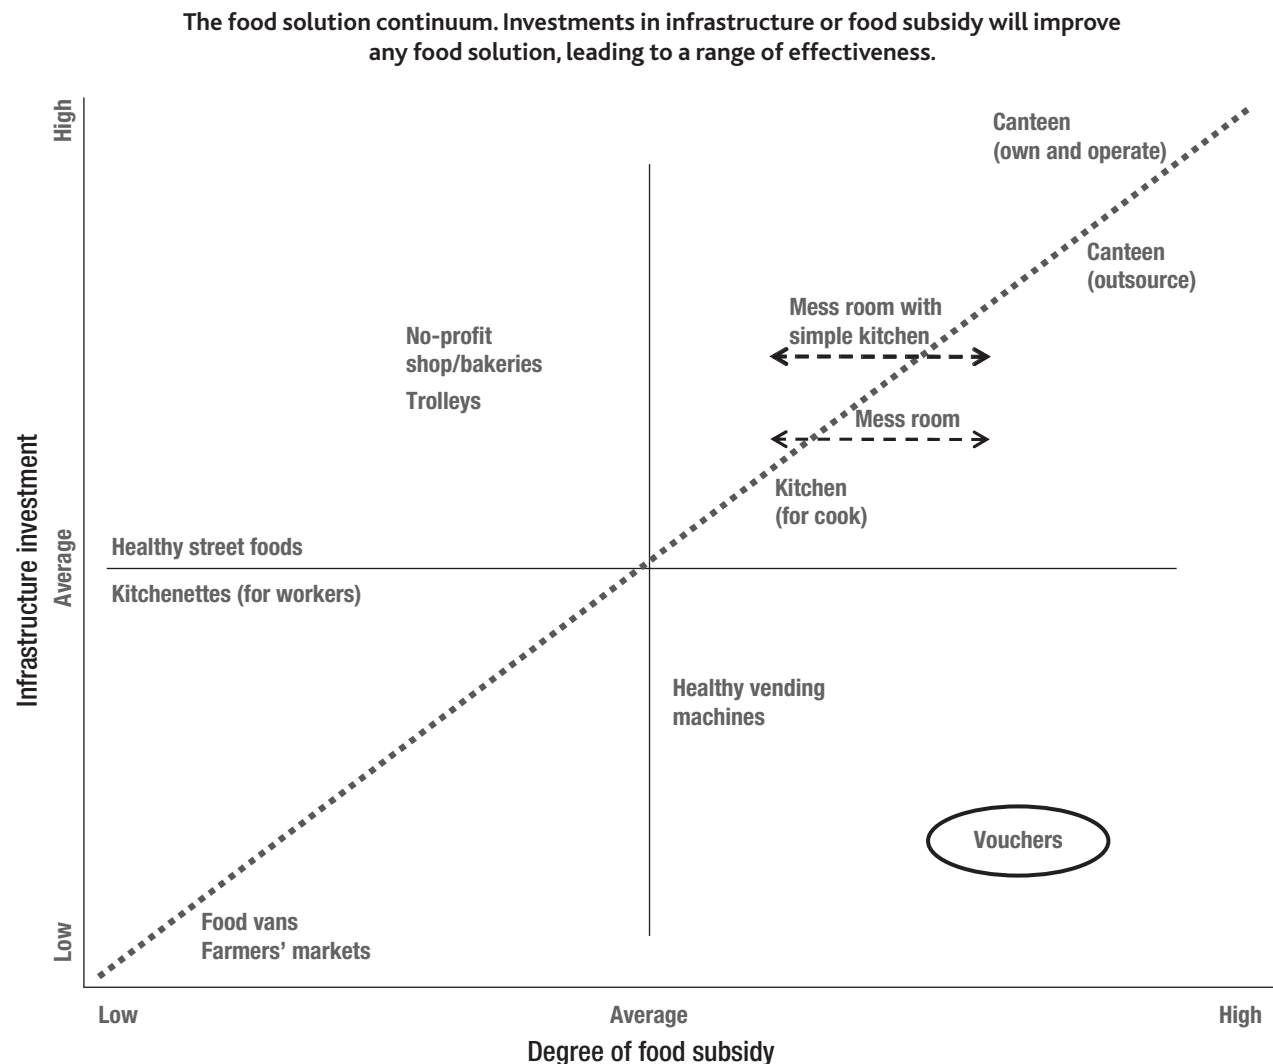 The food solution continuum. Investments in infrastructure or food subsidy will improve
any food solution, leading to a range of effectiveness.
High
Canteen
(own and operate)
Canteen
(outsource)
Mess room with
simple kitchen
No-profit
shop/bakeries
Trolleys
Mess room
Kitchen
(for cook)
Infrastructure investment
Average
Healthy street foods
Kitchenettes (for workers)
Healthy vending
machines
Vouchers
Food vans
Farmers’ markets
Low
Low
Average
High
Degree of food subsidy